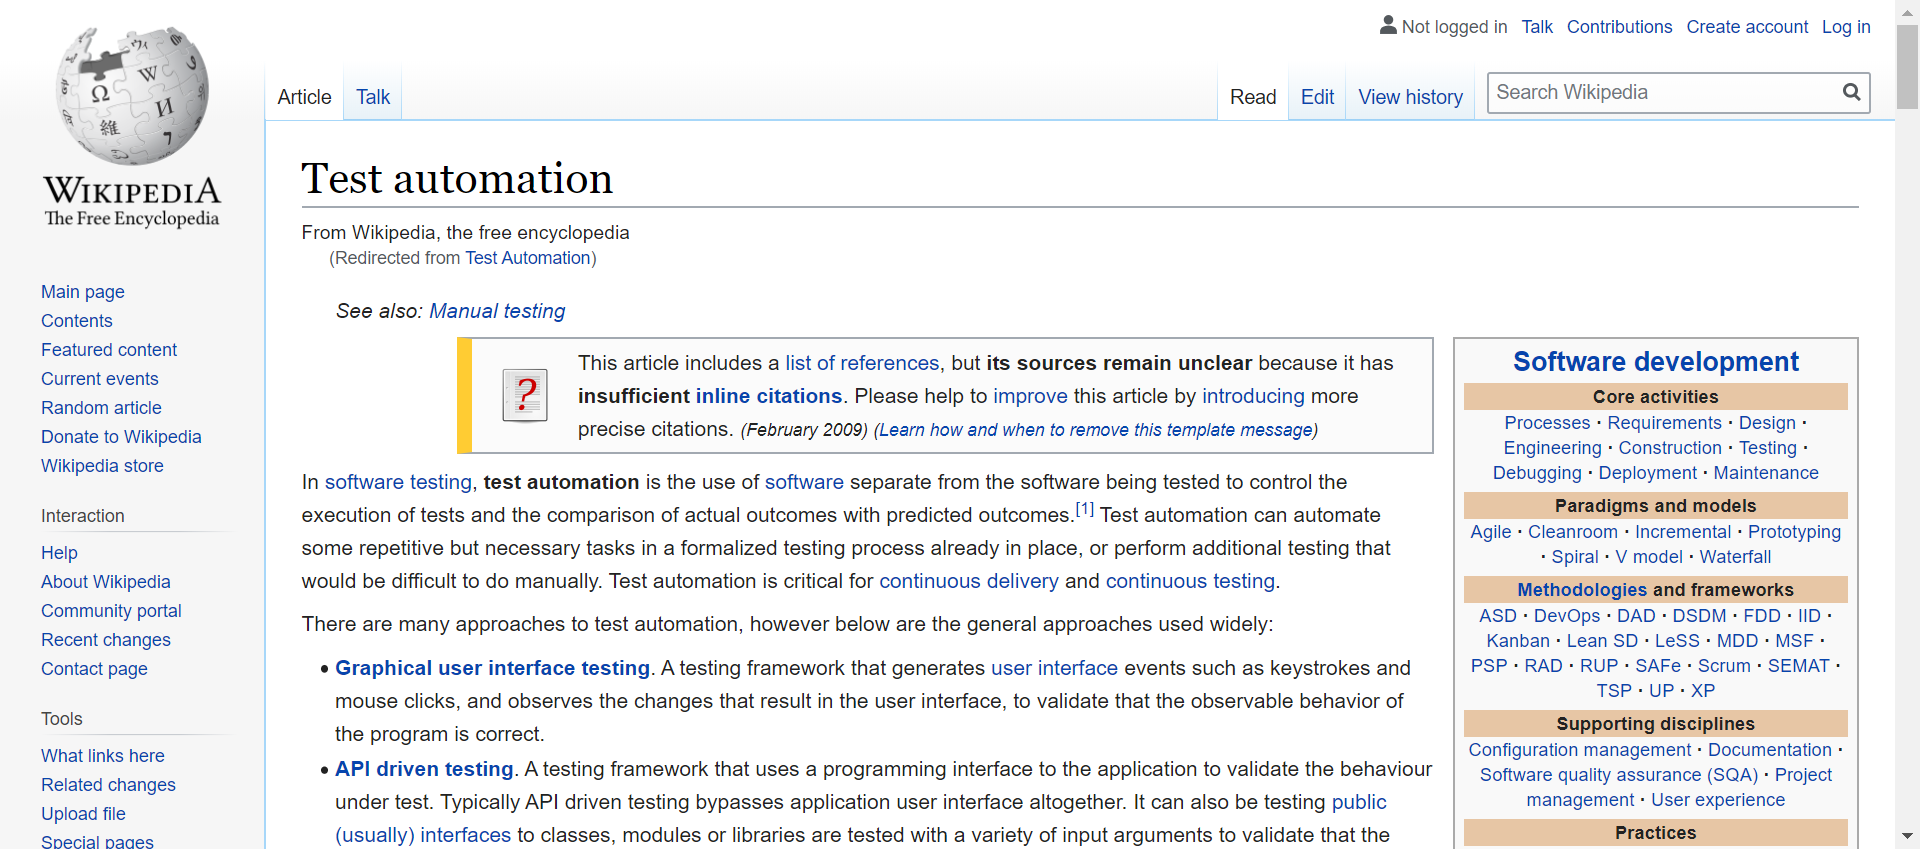 Not logged in Talk Contributions Create account Log in
Article Talk Read Edit View history Search Wikipedia
WIKIPEDIA
The Free Encyclopedia
Main page
Contents
Featured content
Current events
Random article
Donate to Wikipedia
Wikipedia store
Interaction
Help
About Wikipedia
Community portal
Recent changes
Contact page
Tools
What links here
Related changes
Upload file
Special pages
Test automation
From Wikipedia, the free encyclopedia
(Redirected from Test Automation)
See also: Manual testing
This article includes a list of references, but its sources remain unclear because it has
insufficient inline citations. Please help to improve this article by introducing more
precise citations. (February 2009) (Learn how and when to remove this template message)
In software testing, test automation is the use of software separate from the software being tested to control the
execution of tests and the comparison of actual outcomes with predicted outcomes.[1] Test automation can automate
some repetitive but necessary tasks in a formalized testing process already in place, or perform additional testing that
would be difficult to do manually. Test automation is critical for continuous delivery and continuous testing.
There are many approaches to test automation, however below are the general approaches used widely:
• Graphical user interface testing. A testing framework that generates user interface events such as keystrokes and
mouse clicks, and observes the changes that result in the user interface, to validate that the observable behavior of
the program is correct.
• API driven testing. A testing framework that uses a programming interface to the application to validate the behaviour
under test. Typically API driven testing bypasses application user interface altogether. It can also be testing public
(usually) interfaces to classes, modules or libraries are tested with a variety of input arguments to validate that the
Software development
Core activities
Processes · Requirements · Design ·
Engineering · Construction · Testing ·
Debugging · Deployment · Maintenance
Paradigms and models
Agile · Cleanroom · Incremental · Prototyping
· Spiral · V model · Waterfall
Methodologies and frameworks
ASD · DevOps · DAD · DSDM · FDD · IID ·
Kanban · Lean SD · LeSS · MDD · MSF ·
PSP · RAD · RUP · SAFe · Scrum · SEMAT ·
TSP · UP · XP
Supporting disciplines
Configuration management · Documentation ·
Software quality assurance (SQA) · Project
management · User experience
Practices